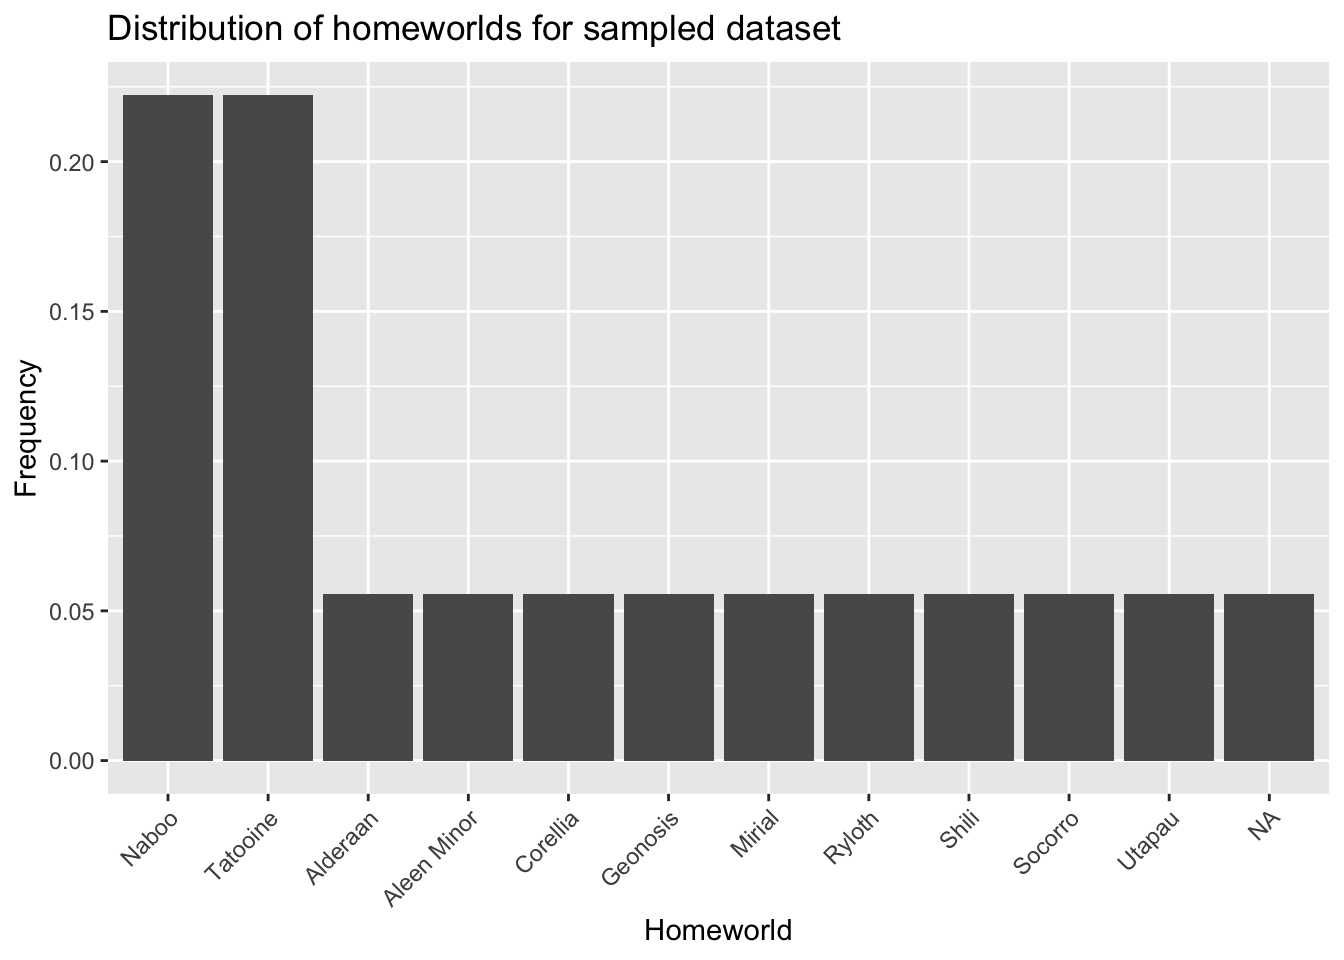 Distribution of homeworlds for sampled dataset
Frequency
0.20
0.15
0.10
0.05
0.00
Naboo
Tatooine
Alderaan
Aleen Minor
Corellia
Geonosis
Mirial
Ryloth
Shili
Socorro
Utapau
NA
Homeworld